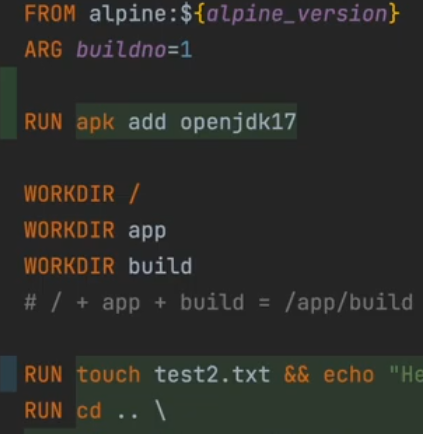 FROM alpine:${alpine_version}
ARG buildno=1
RUN apk add openjdk17
WORKDIR /
WORKDIR app
WORKDIR build
# / + app + build = /app/build
RUN touch test2.txt && echo "He
RUN cd .. \